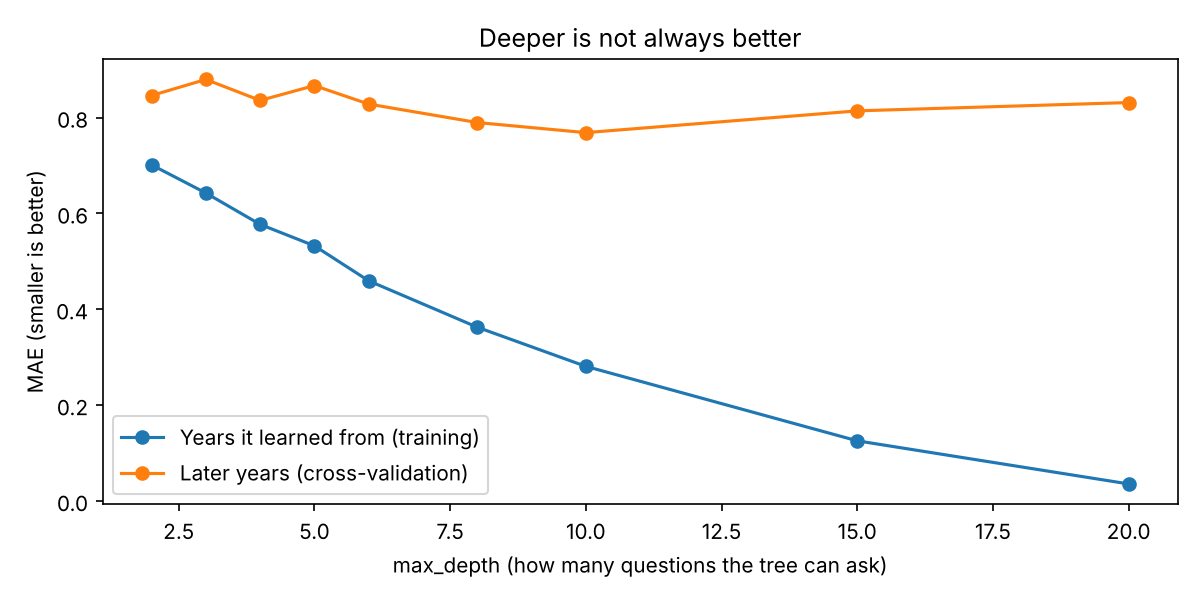 Deeper is not always better
MAE (smaller is better)
0.8
0.6
0.4
0.2
0.0
Years it learned from (training)
Later years (cross-validation)
2.5 5.0 7.5 10.0 12.5 15.0 17.5 20.0
max_depth (how many questions the tree can ask)